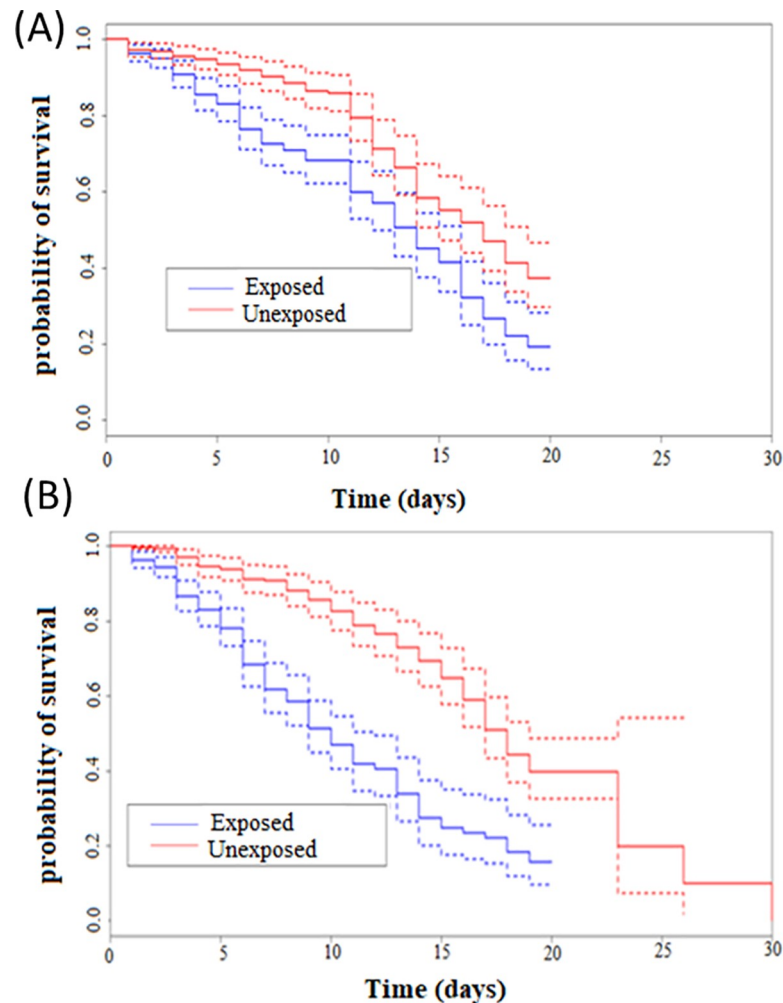 (A)
probability of survival
1.0
0.8
0.6
0.4
0.2
0.0
Exposed
Unexposed
0 5 10 15 20 25 30
Time (days)
(B)
probability of survival
1.0
0.8
0.6
0.4
0.2
0.0
Exposed
Unexposed
0 5 10 15 20 25 30
Time (days)